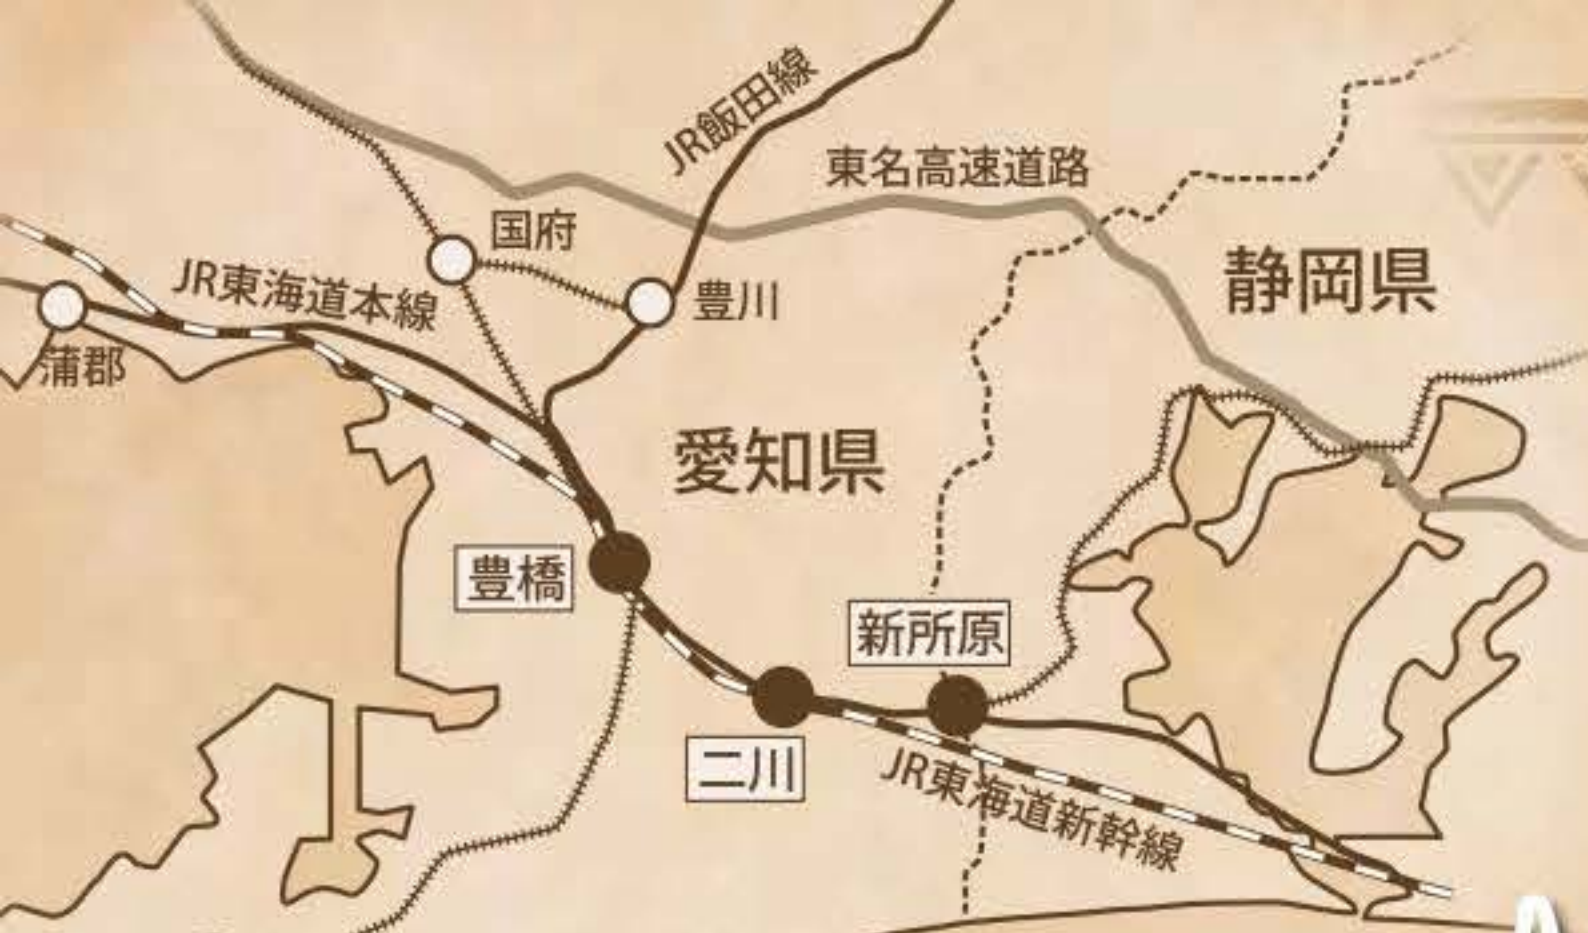 JR飯田線
東名高速道路
国府
静岡県
JR東海道本線
豊川
蒲郡
愛知県
豊橋
新所原
二川
JR東海道新幹線